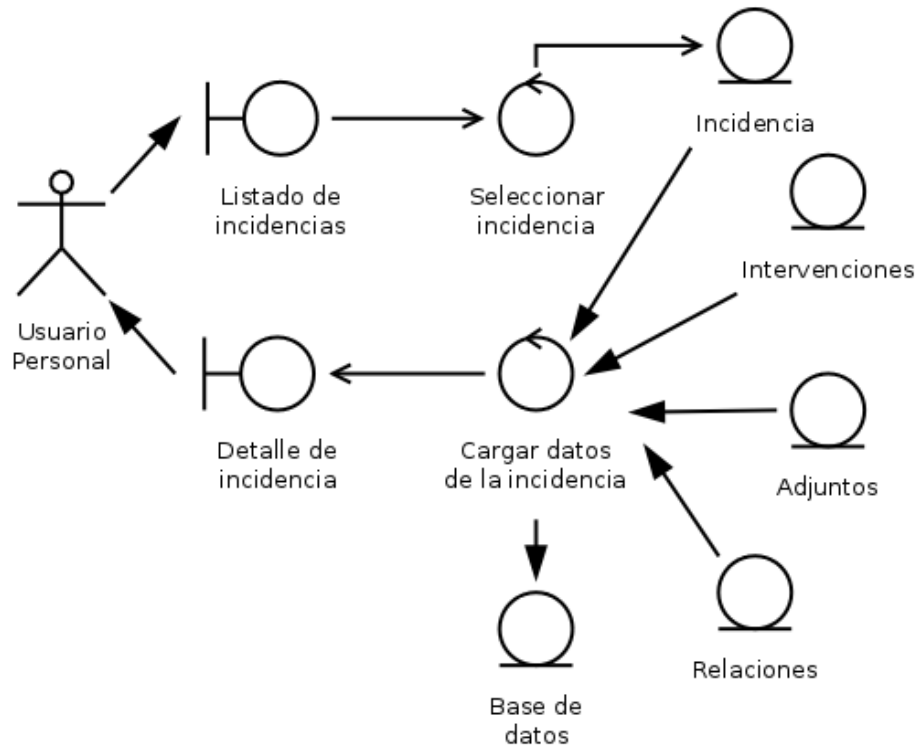 Incidencia
Listado de
incidencias
Seleccionar
incidencia
Intervenciones
Usuario
Personal
Detalle de
incidencia
Cargar datos
de la incidencia
Adjuntos
Relaciones
Base de
datos